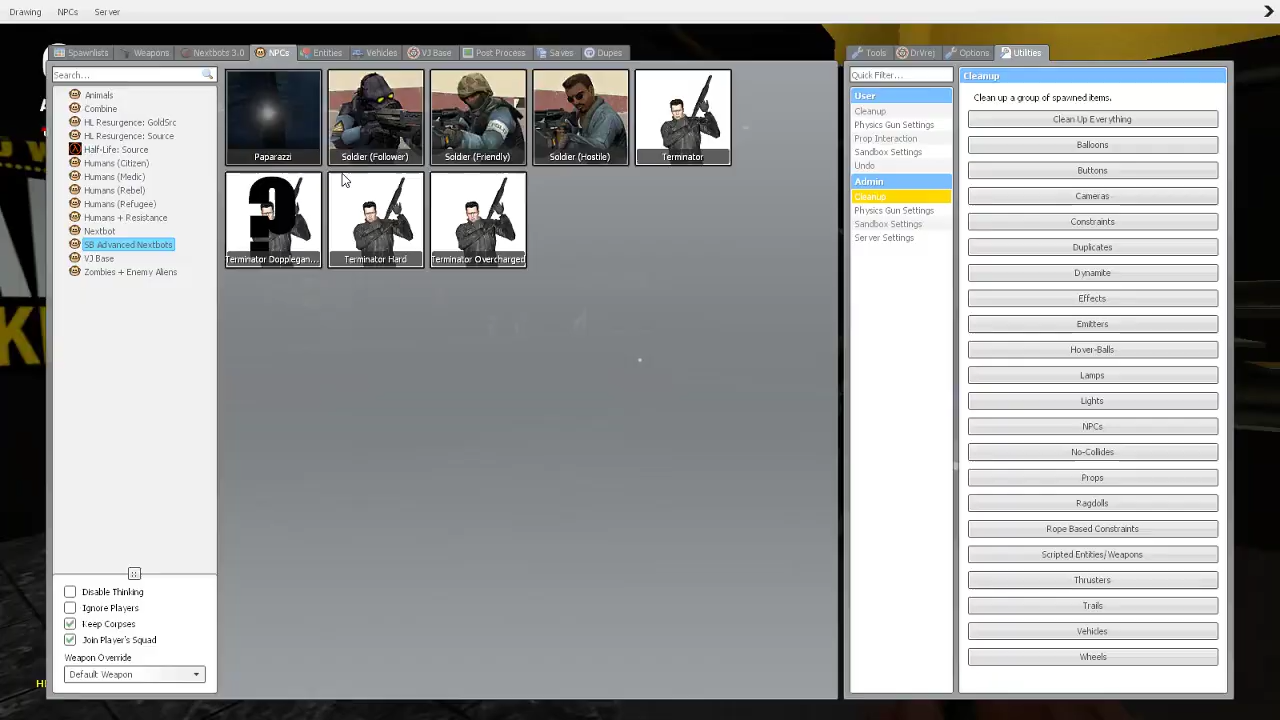 Drawing NPCs Server
Spawnlists Weapons Nextbots 3.0 NPCs Entities Vehicles VJ Base Post Process Saves Dupes
Search...
Animals
Combine
HL Resurgence: GoldSrc
HL Resurgence: Source
Half-Life: Source
Humans (Citizen)
Humans (Medic)
Humans (Rebel)
Humans (Refugee)
Humans + Resistance
Nextbot
SB Advanced Nextbots
VJ Base
Zombies + Enemy Aliens
Disable Thinking
Ignore Players
Keep Corpses
Join Player's Squad
Weapon Override
Default Weapon
Paparazzi
Soldier (Follower)
Soldier (Friendly)
Soldier (Hostile)
Terminator
Terminator Dopplegan...
Terminator Hard
Terminator Overcharged
Tools DrVrej Options Utilities
Quick Filter...
User
Cleanup
Physics Gun Settings
Prop Interaction
Sandbox Settings
Undo
Admin
Cleanup
Physics Gun Settings
Sandbox Settings
Server Settings
Cleanup
Clean up a group of spawned items.
Clean Up Everything
Balloons
Buttons
Cameras
Constraints
Duplicates
Dynamite
Effects
Emitters
Hover-Balls
Lamps
Lights
NPCs
No-Collides
Props
Ragdolls
Rope Based Constraints
Scripted Entities/Weapons
Thrusters
Trails
Vehicles
Wheels